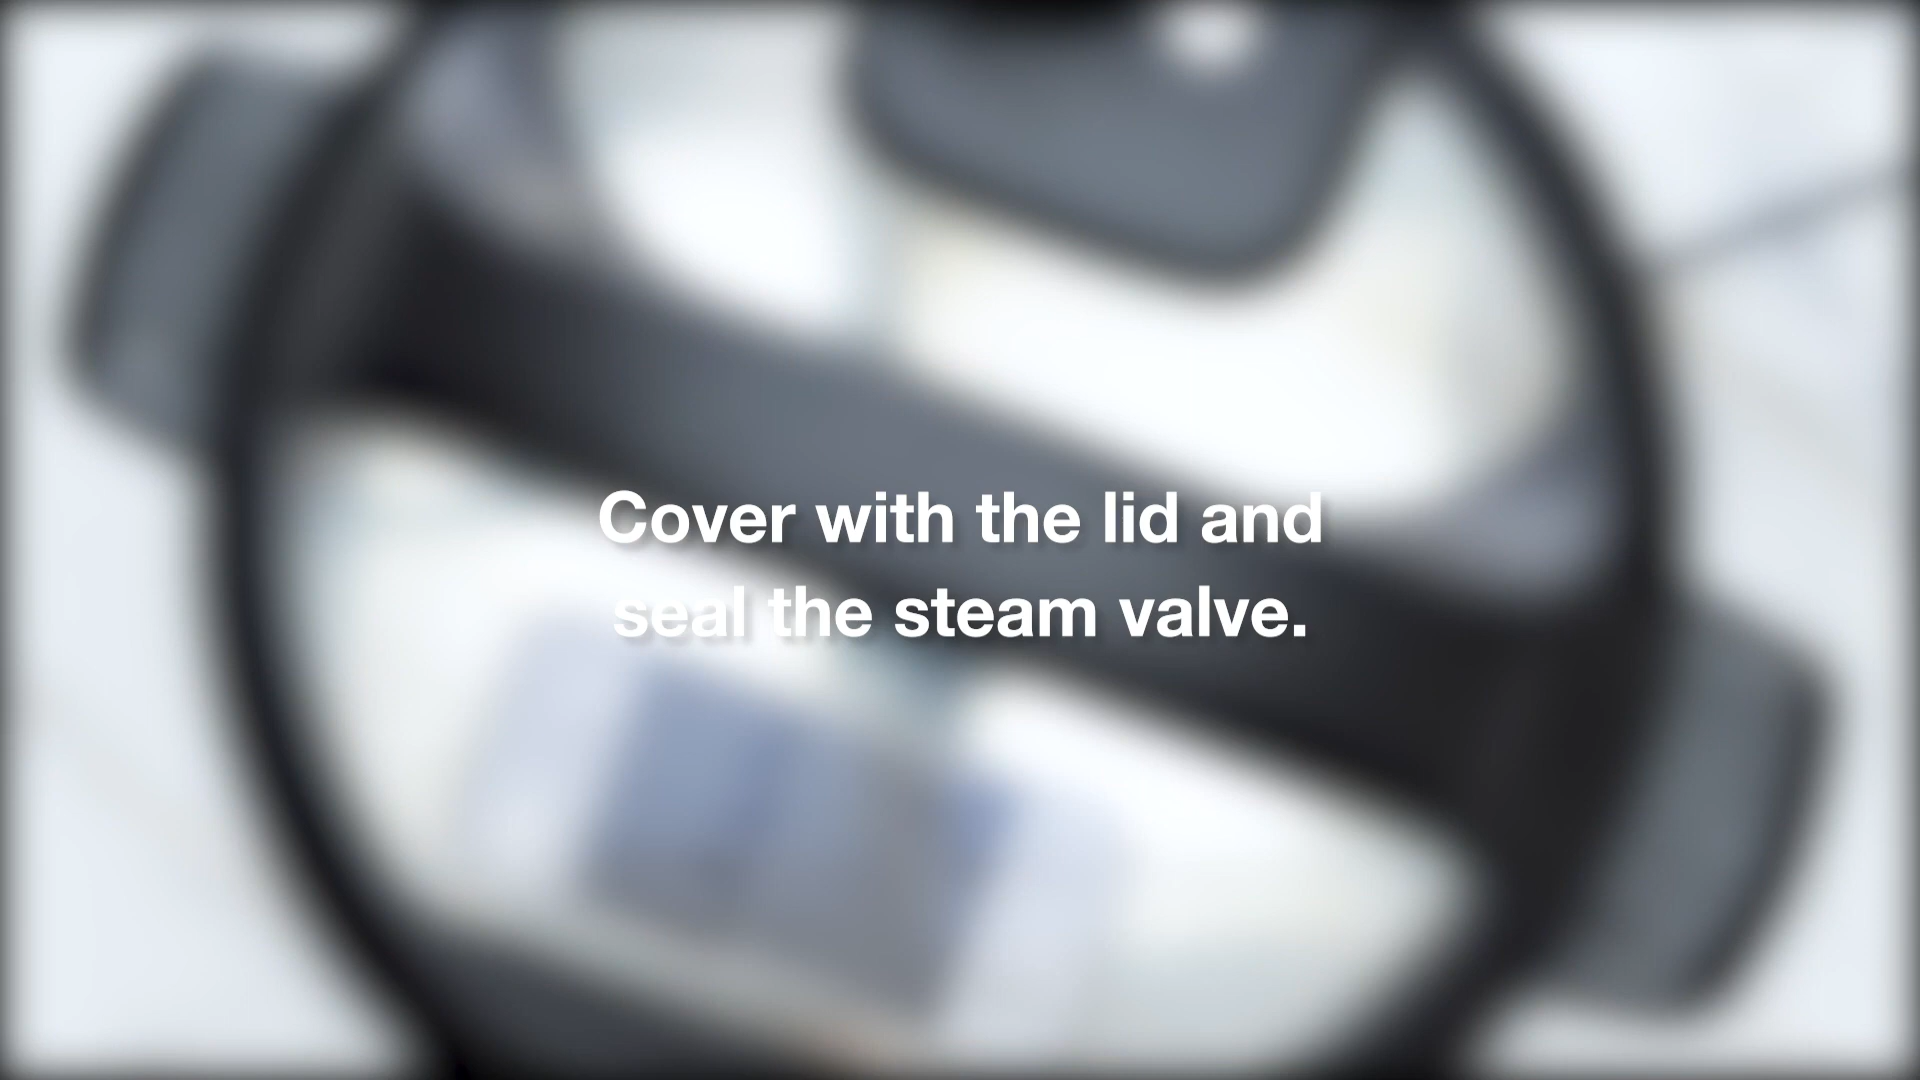 Cover with the lid and
seal the steam valve.